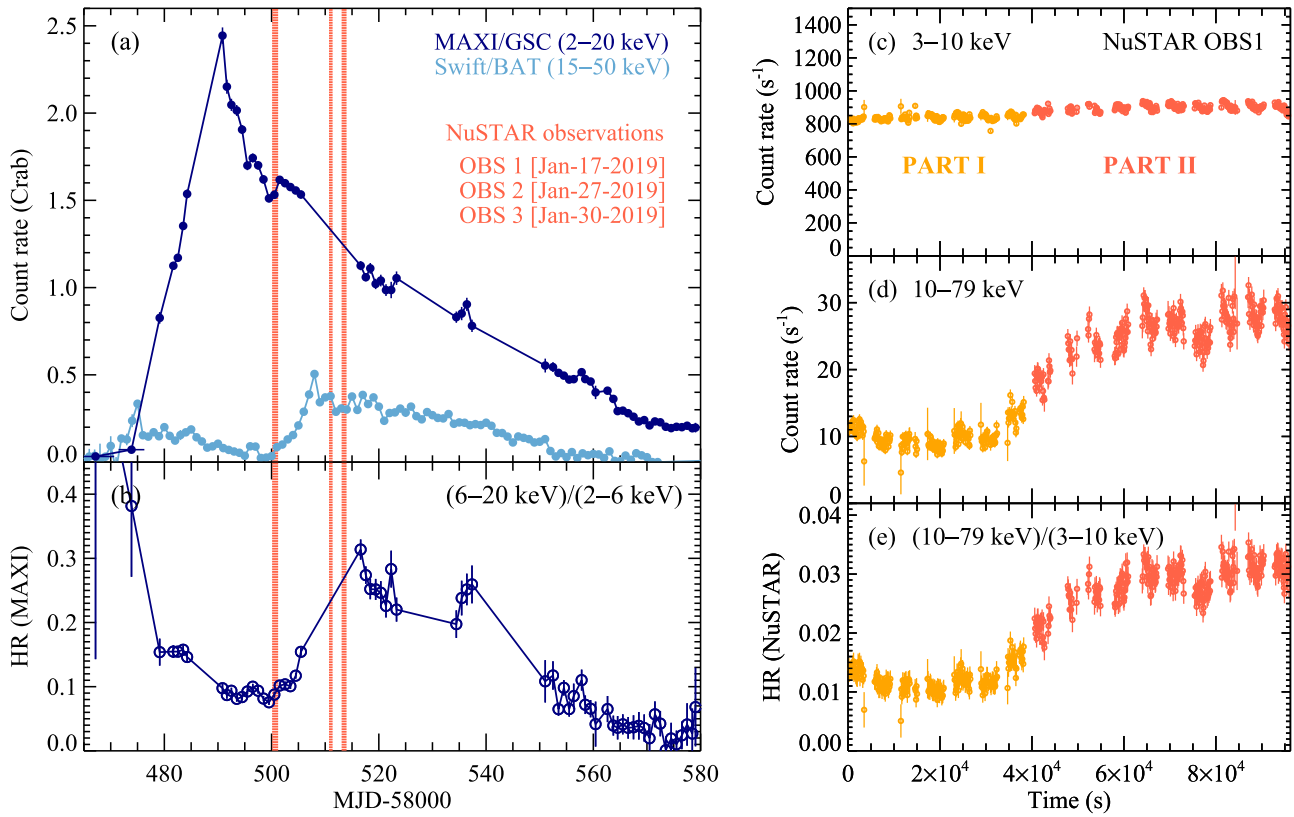 (a)
MAXI/GSC (2–20 keV)
Swift/BAT (15–50 keV)
NuSTAR observations
OBS 1 [Jan-17-2019]
OBS 2 [Jan-27-2019]
OBS 3 [Jan-30-2019]
Count rate (Crab)
2.5
2.0
1.5
1.0
0.5
0.0
(b)
(6–20 keV)/(2–6 keV)
HR (MAXI)
0.4
0.3
0.2
0.1
0.0
480
500
520
540
560
580
MJD-58000
(c)
3–10 keV
NuSTAR OBS1
PART I
PART II
Count rate (s⁻¹)
1400
1200
1000
800
600
400
200
0
(d)
10–79 keV
Count rate (s⁻¹)
30
20
10
0
(e)
(10–79 keV)/(3–10 keV)
HR (NuSTAR)
0.04
0.03
0.02
0.01
0.00
0
2×10⁴
4×10⁴
6×10⁴
8×10⁴
Time (s)